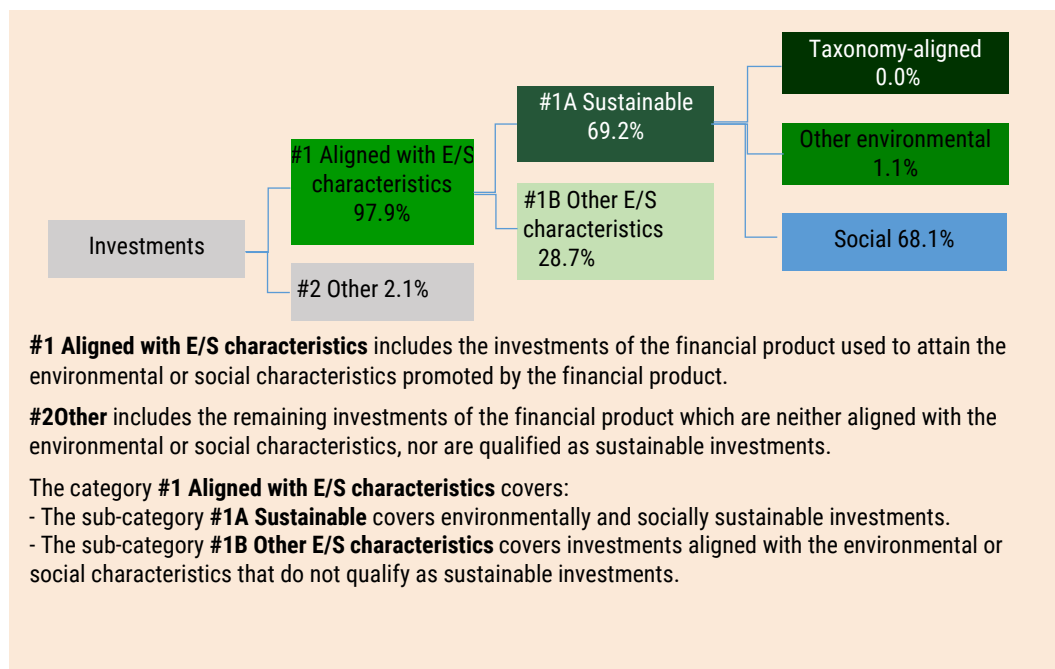 Investments
#1 Aligned with E/S
characteristics
97.9%
#2 Other 2.1%
#1A Sustainable
69.2%
#1B Other E/S
characteristics
28.7%
Taxonomy-aligned
0.0%
Other environmental
1.1%
Social 68.1%
#1 Aligned with E/S characteristics includes the investments of the financial product used to attain the
environmental or social characteristics promoted by the financial product.
#2Other includes the remaining investments of the financial product which are neither aligned with the
environmental or social characteristics, nor are qualified as sustainable investments.
The category #1 Aligned with E/S characteristics covers:
- The sub-category #1A Sustainable covers environmentally and socially sustainable investments.
- The sub-category #1B Other E/S characteristics covers investments aligned with the environmental or
social characteristics that do not qualify as sustainable investments.